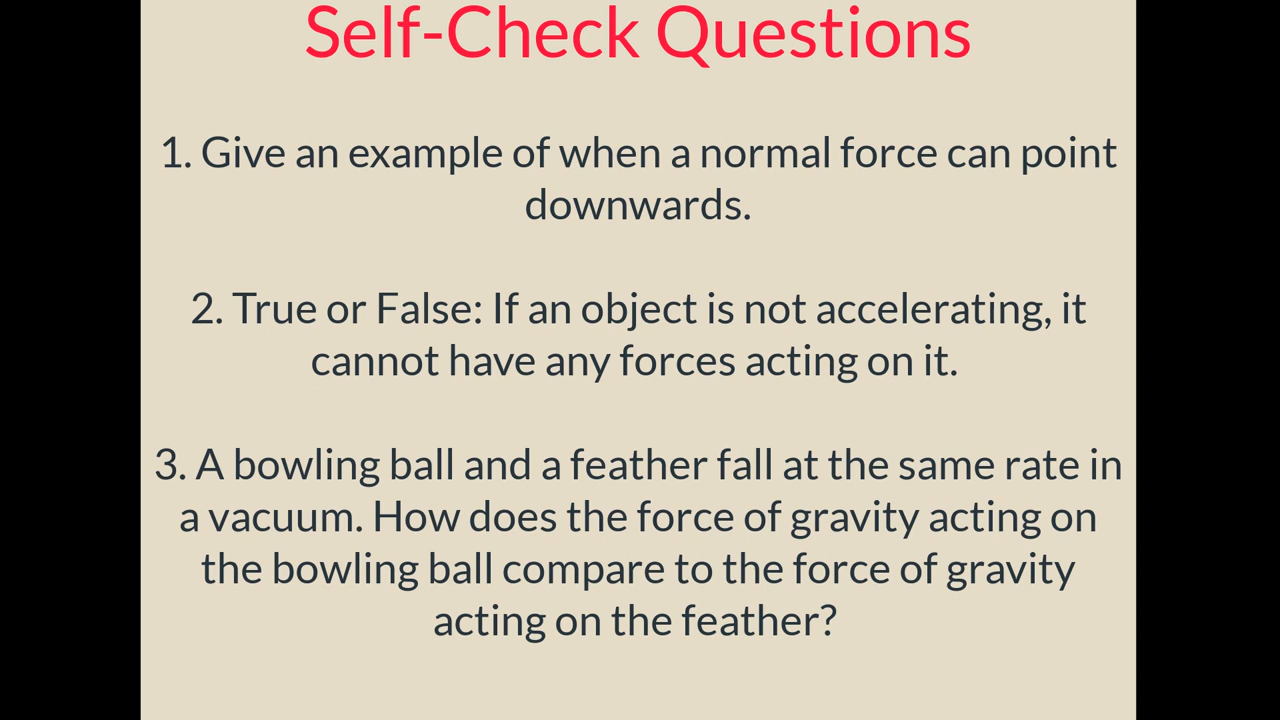 Self-Check Questions
1. Give an example of when a normal force can point
downwards.
2. True or False: If an object is not accelerating, it
cannot have any forces acting on it.
3. A bowling ball and a feather fall at the same rate in
a vacuum. How does the force of gravity acting on
the bowling ball compare to the force of gravity
acting on the feather?